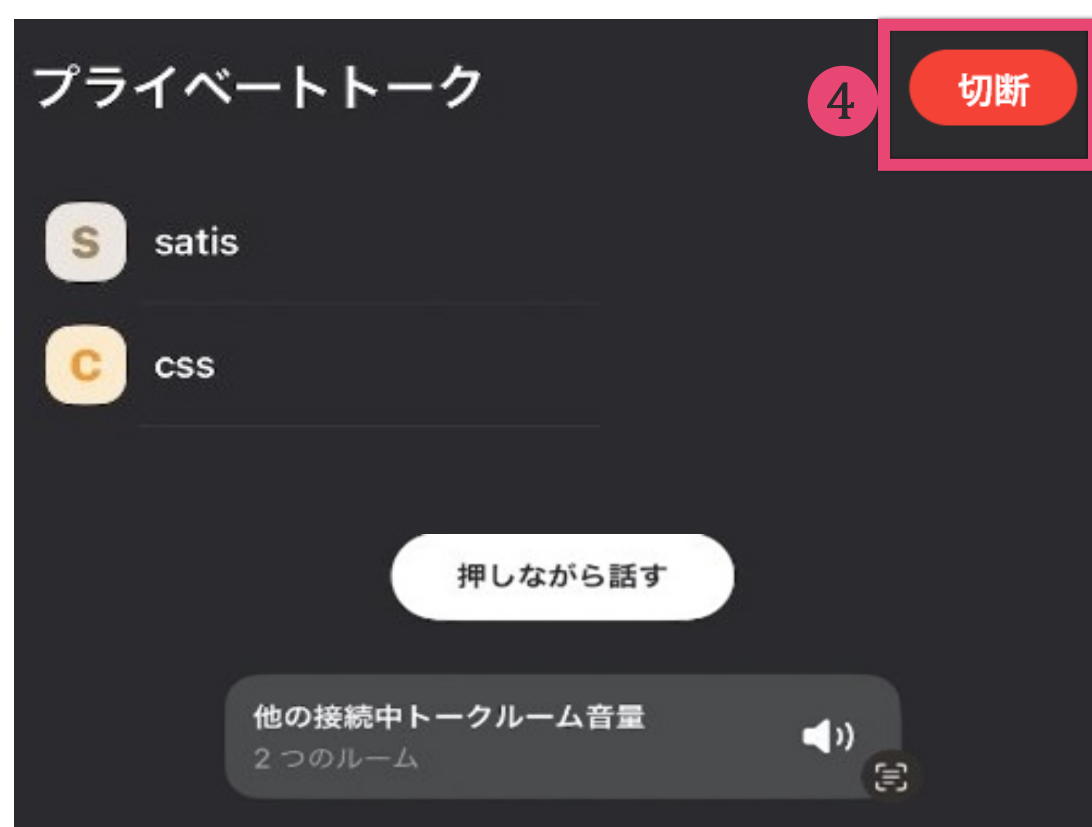 プライベートトーク
4
切断
S
satis
C
css
押しながら話す
他の接続中トークルーム音量
2 つのルーム